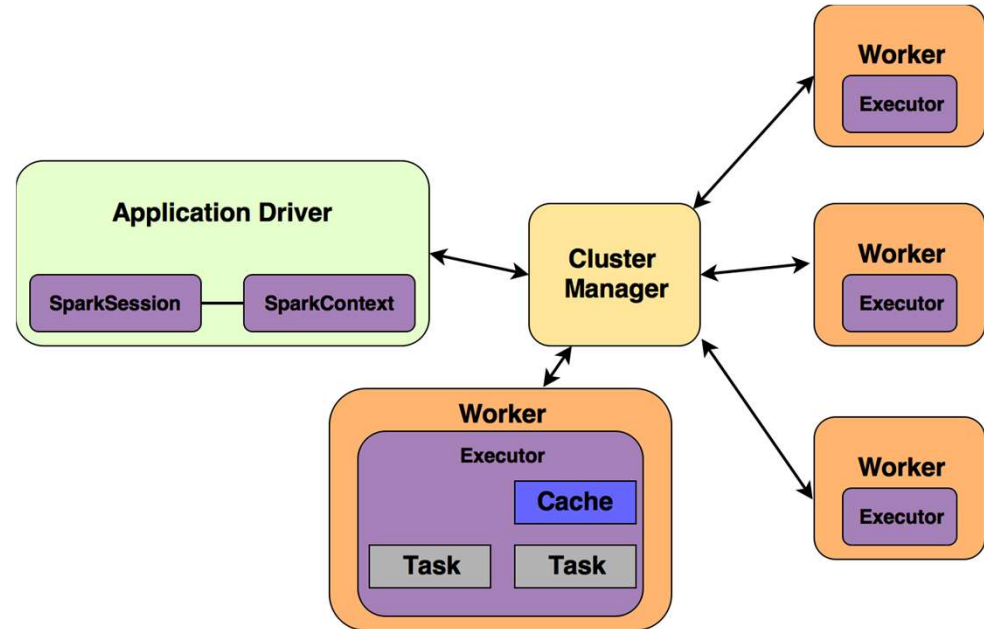 Application Driver
SparkSession
SparkContext
Cluster
Manager
Worker
Executor
Worker
Executor
Worker
Executor
Worker
Executor
Cache
Task
Task